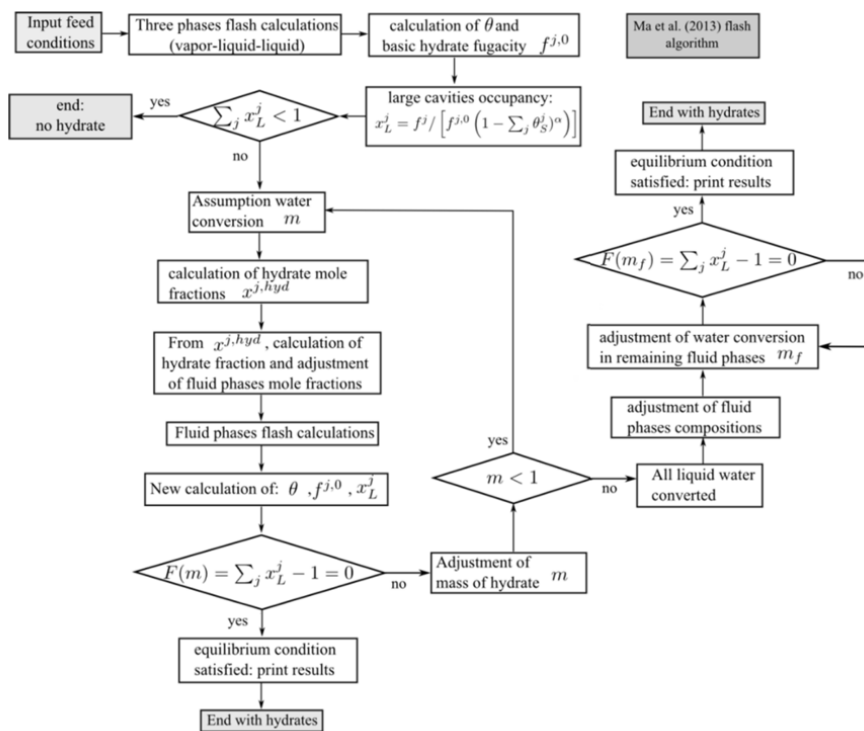 Input feed
conditions
Three phases flash calculations
(vapor-liquid-liquid)
calculation of θ and
basic hydrate fugacity f^{j,0}
Ma et al. (2013) flash
algorithm
end:
no hydrate
yes
∑_j x_L^j < 1
large cavities occupancy:
x_L^j = f^j/[f^{j,0} (1 − ∑_j θ_S^j)^α)]
no
Assumption water
conversion m
calculation of hydrate mole
fractions x^{j,hyd}
From x^{j,hyd}, calculation of
hydrate fraction and adjustment
of fluid phases mole fractions
Fluid phases flash calculations
New calculation of: θ ,f^{j,0} , x_L^j
F(m) = ∑_j x_L^j − 1 = 0
no
yes
equilibrium condition
satisfied: print results
End with hydrates
Adjustment of
mass of hydrate m
m < 1
yes
no
All liquid water
converted
adjustment of fluid
phases compositions
adjustment of water conversion
in remaining fluid phases m_f
F(m_f) = ∑_j x_L^j − 1 = 0
no
yes
equilibrium condition
satisfied: print results
End with hydrates